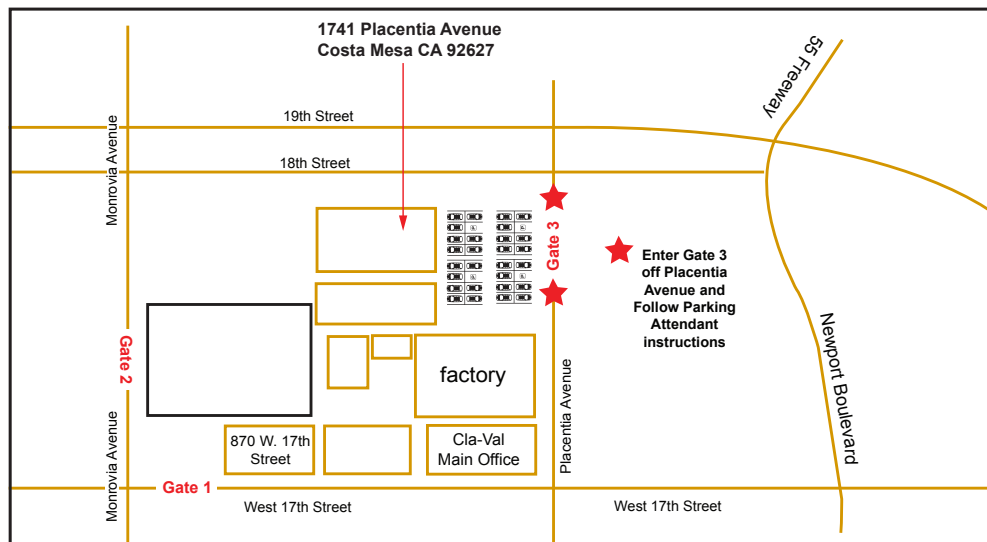 1741 Placentia Avenue
Costa Mesa CA 92627
55 Freeway
19th Street
Monrovia Avenue
18th Street
Gate 3
Enter Gate 3
off Placentia
Avenue and
Follow Parking
Attendant
instructions
Gate 2
factory
Newport Boulevard
Placentia Avenue
870 W. 17th
Street
Cla-Val
Main Office
Monrovia Avenue
Gate 1
West 17th Street
West 17th Street